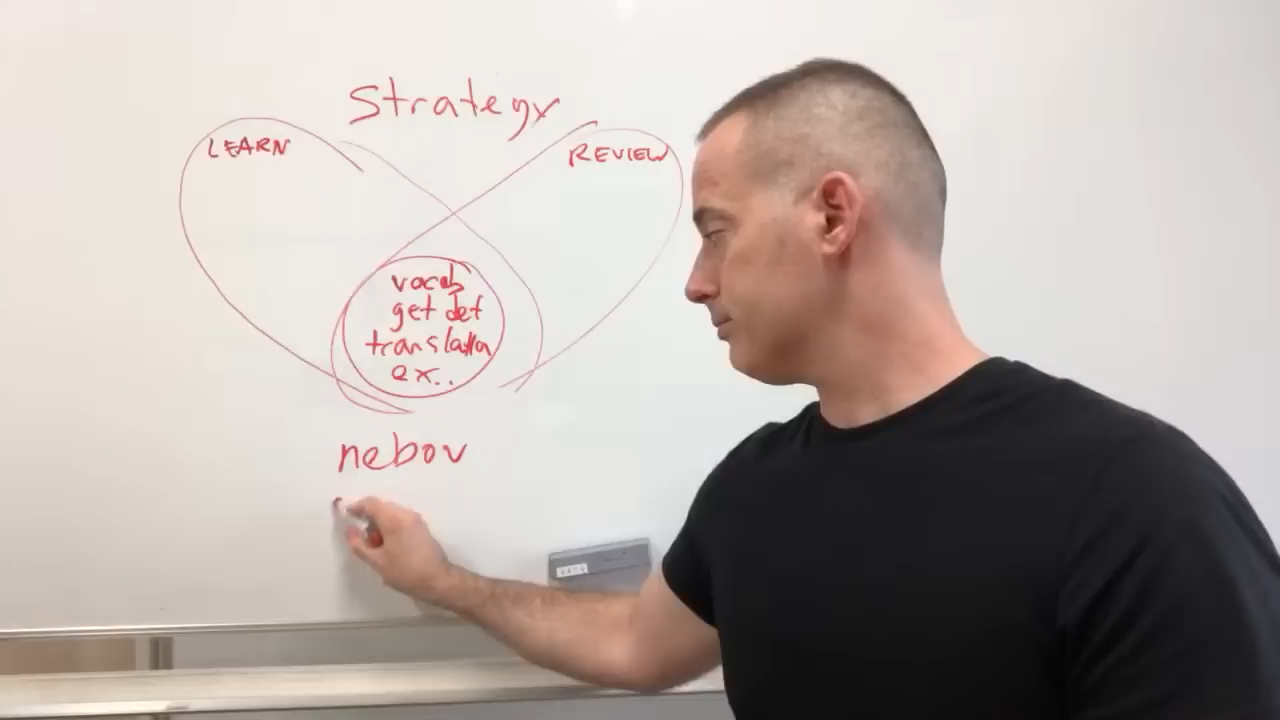 Strategy
LEARN
REVIEW
vocab
get def
translation
ex..
nebov